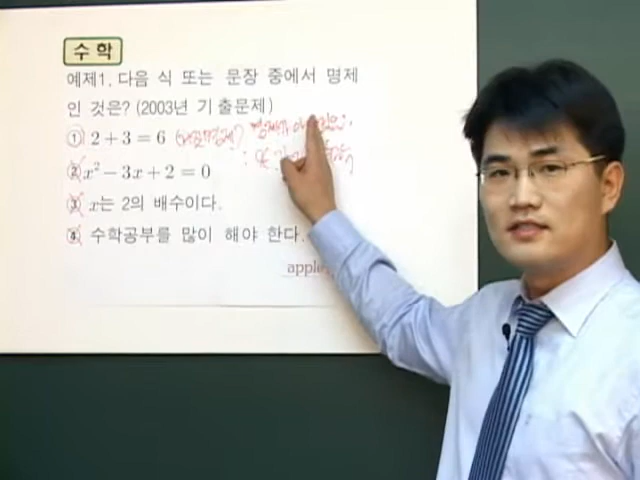 수 학
예제1. 다음 식 또는 문장 중에서 명제
인 것은? (2003년 기출문제)
① 2 + 3 = 6
② x² − 3x + 2 = 0
③ x는 2의 배수이다.
④ 수학공부를 많이 해야 한다.
apple